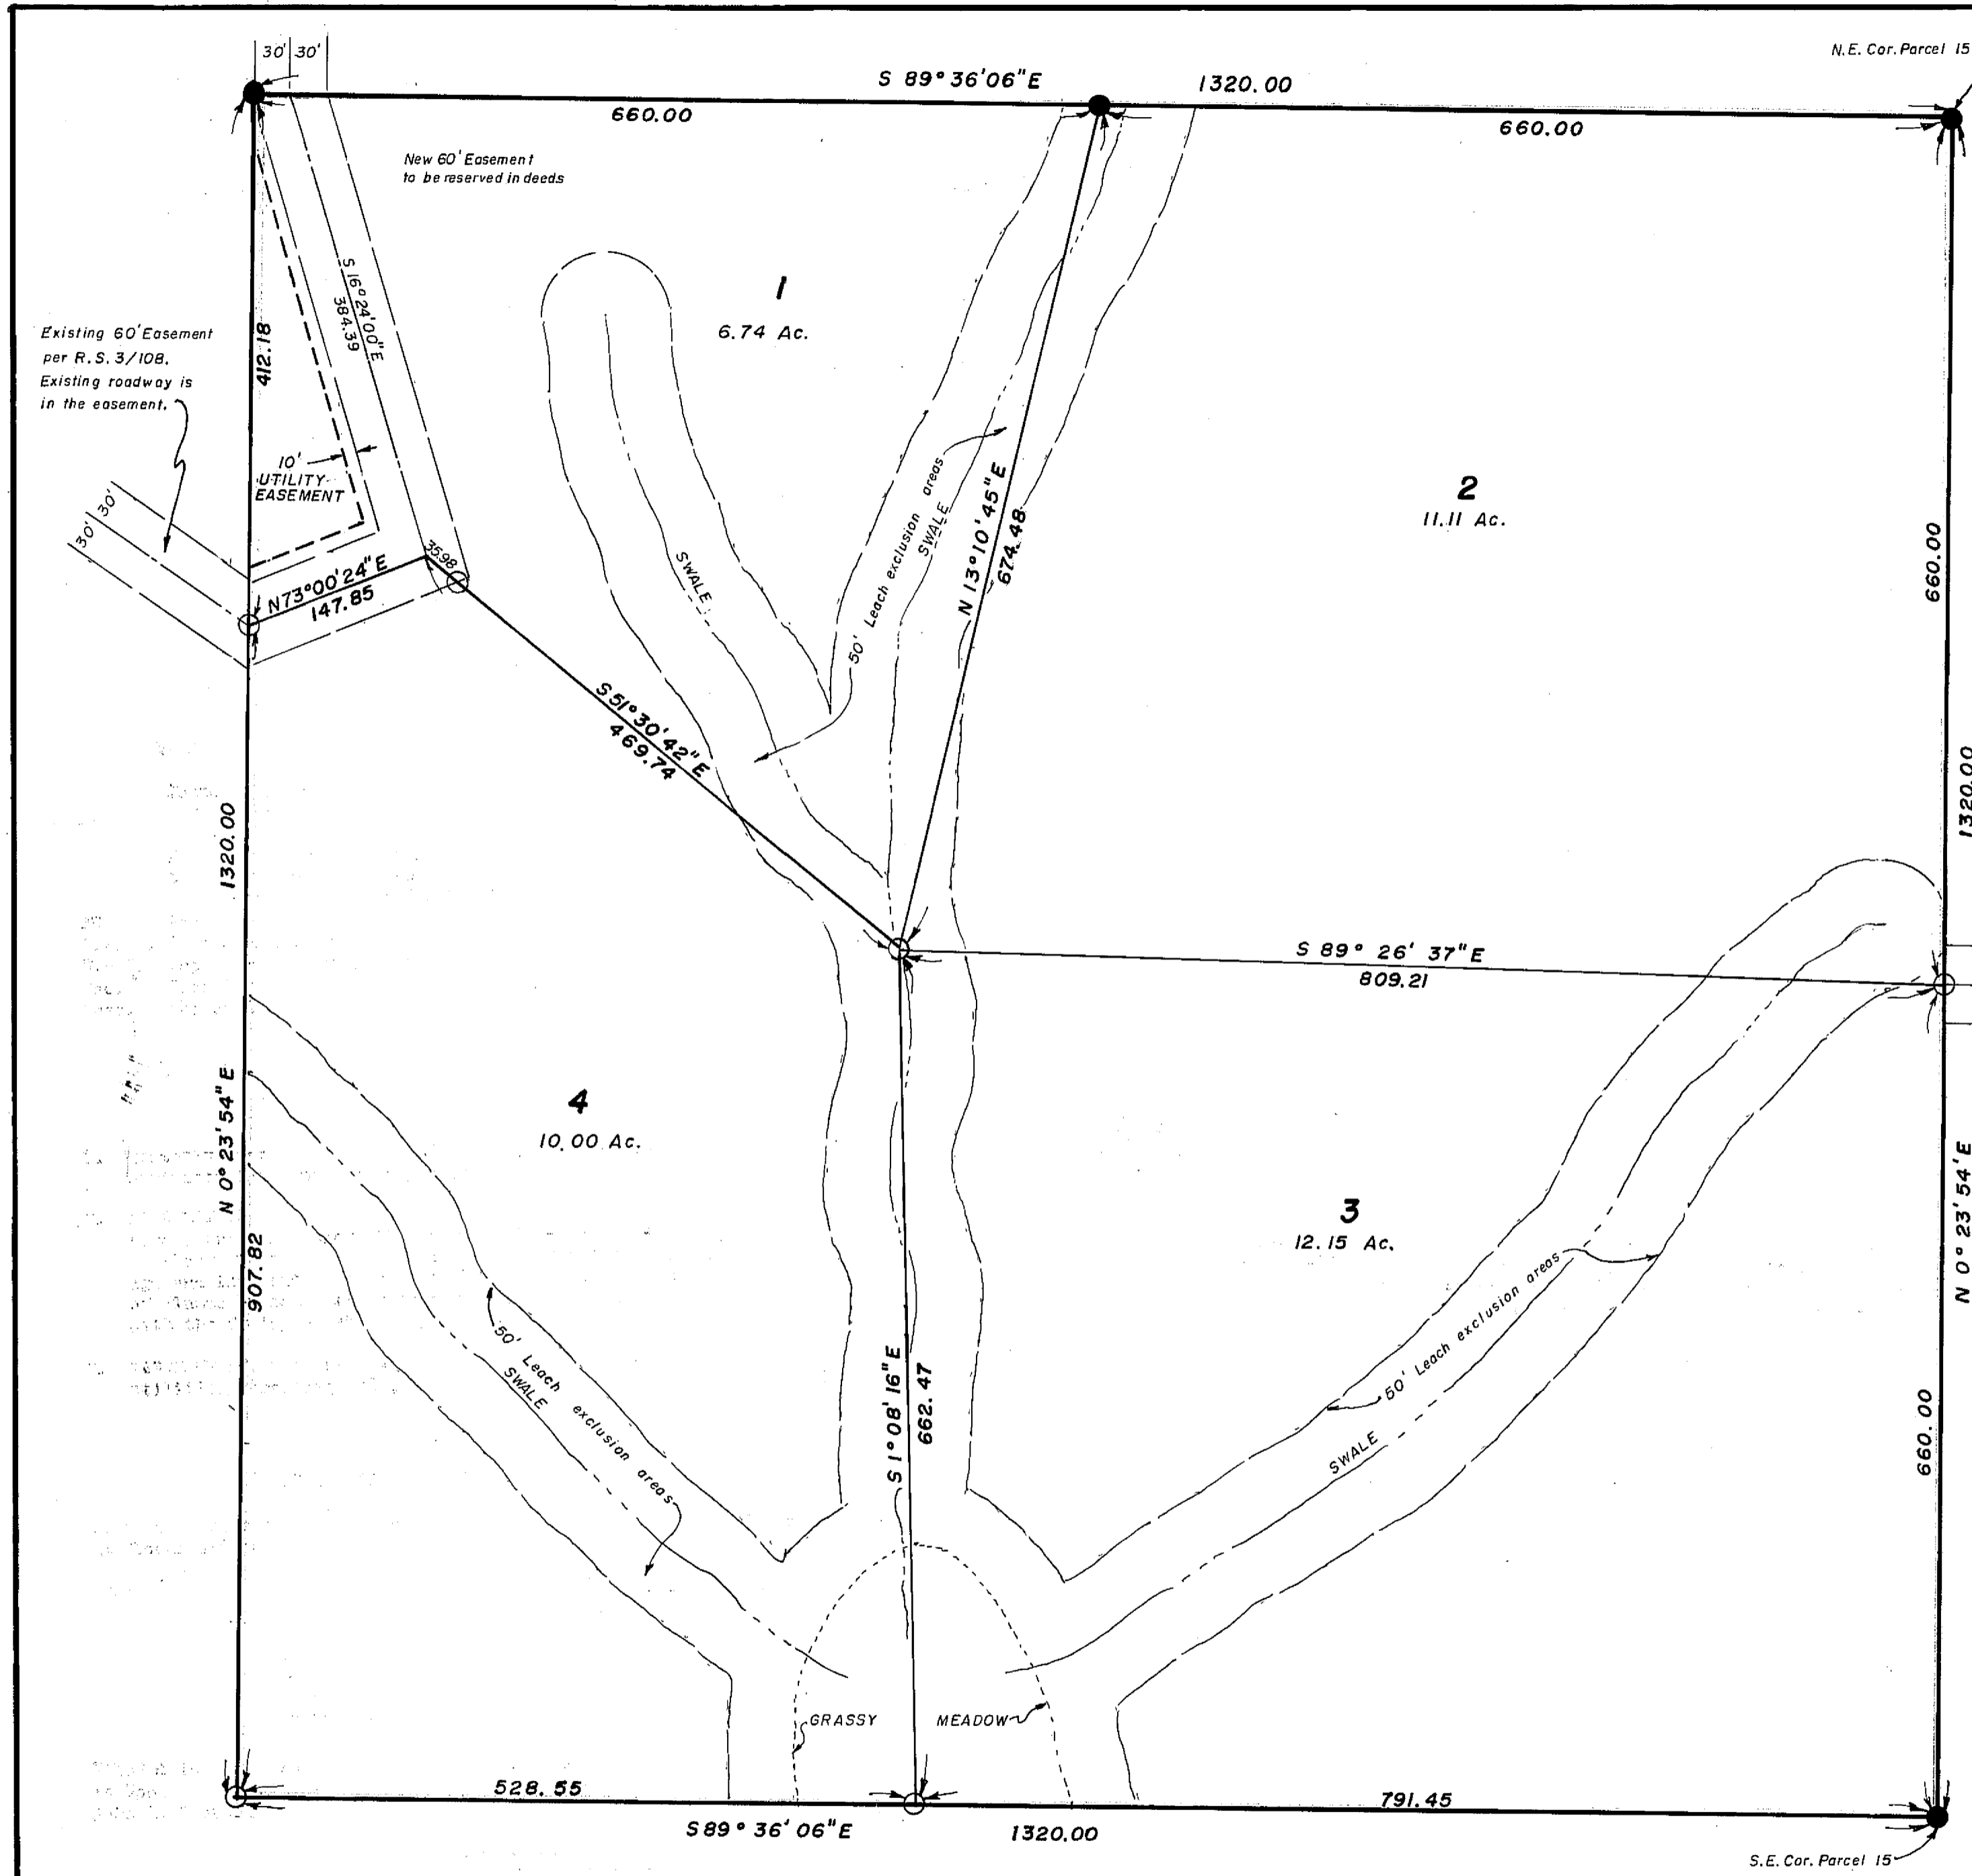 30' 30'
N.E. Cor. Parcel 15
S 89° 36' 06" E 1320.00
660.00
660.00
New 60' Easement
to be reserved in deeds
1
6.74 Ac.
S 16° 24' 00" E
384.39
412.18
Existing 60' Easement
per R.S. 3/108.
Existing roadway is
in the easement.
10'
UTILITY
EASEMENT
30' 30'
35.98
N 73° 00' 24" E
147.85
SWALE
50' Leach exclusion areas
SWALE
N 13° 10' 45" E
674.48
2
11.11 Ac.
660.00
S 51° 30' 42" E
469.74
1320.00
1320.00
S 89° 26' 37" E
809.21
N 0° 23' 54" E
907.82
4
10.00 Ac.
3
12.15 Ac.
N 0° 23' 54' E
50' Leach exclusion areas
SWALE
S 1° 08' 16" E
662.47
50' Leach exclusion areas
SWALE
660.00
GRASSY MEADOW
528.55
791.45
S 89° 36' 06" E 1320.00
S.E. Cor. Parcel 15